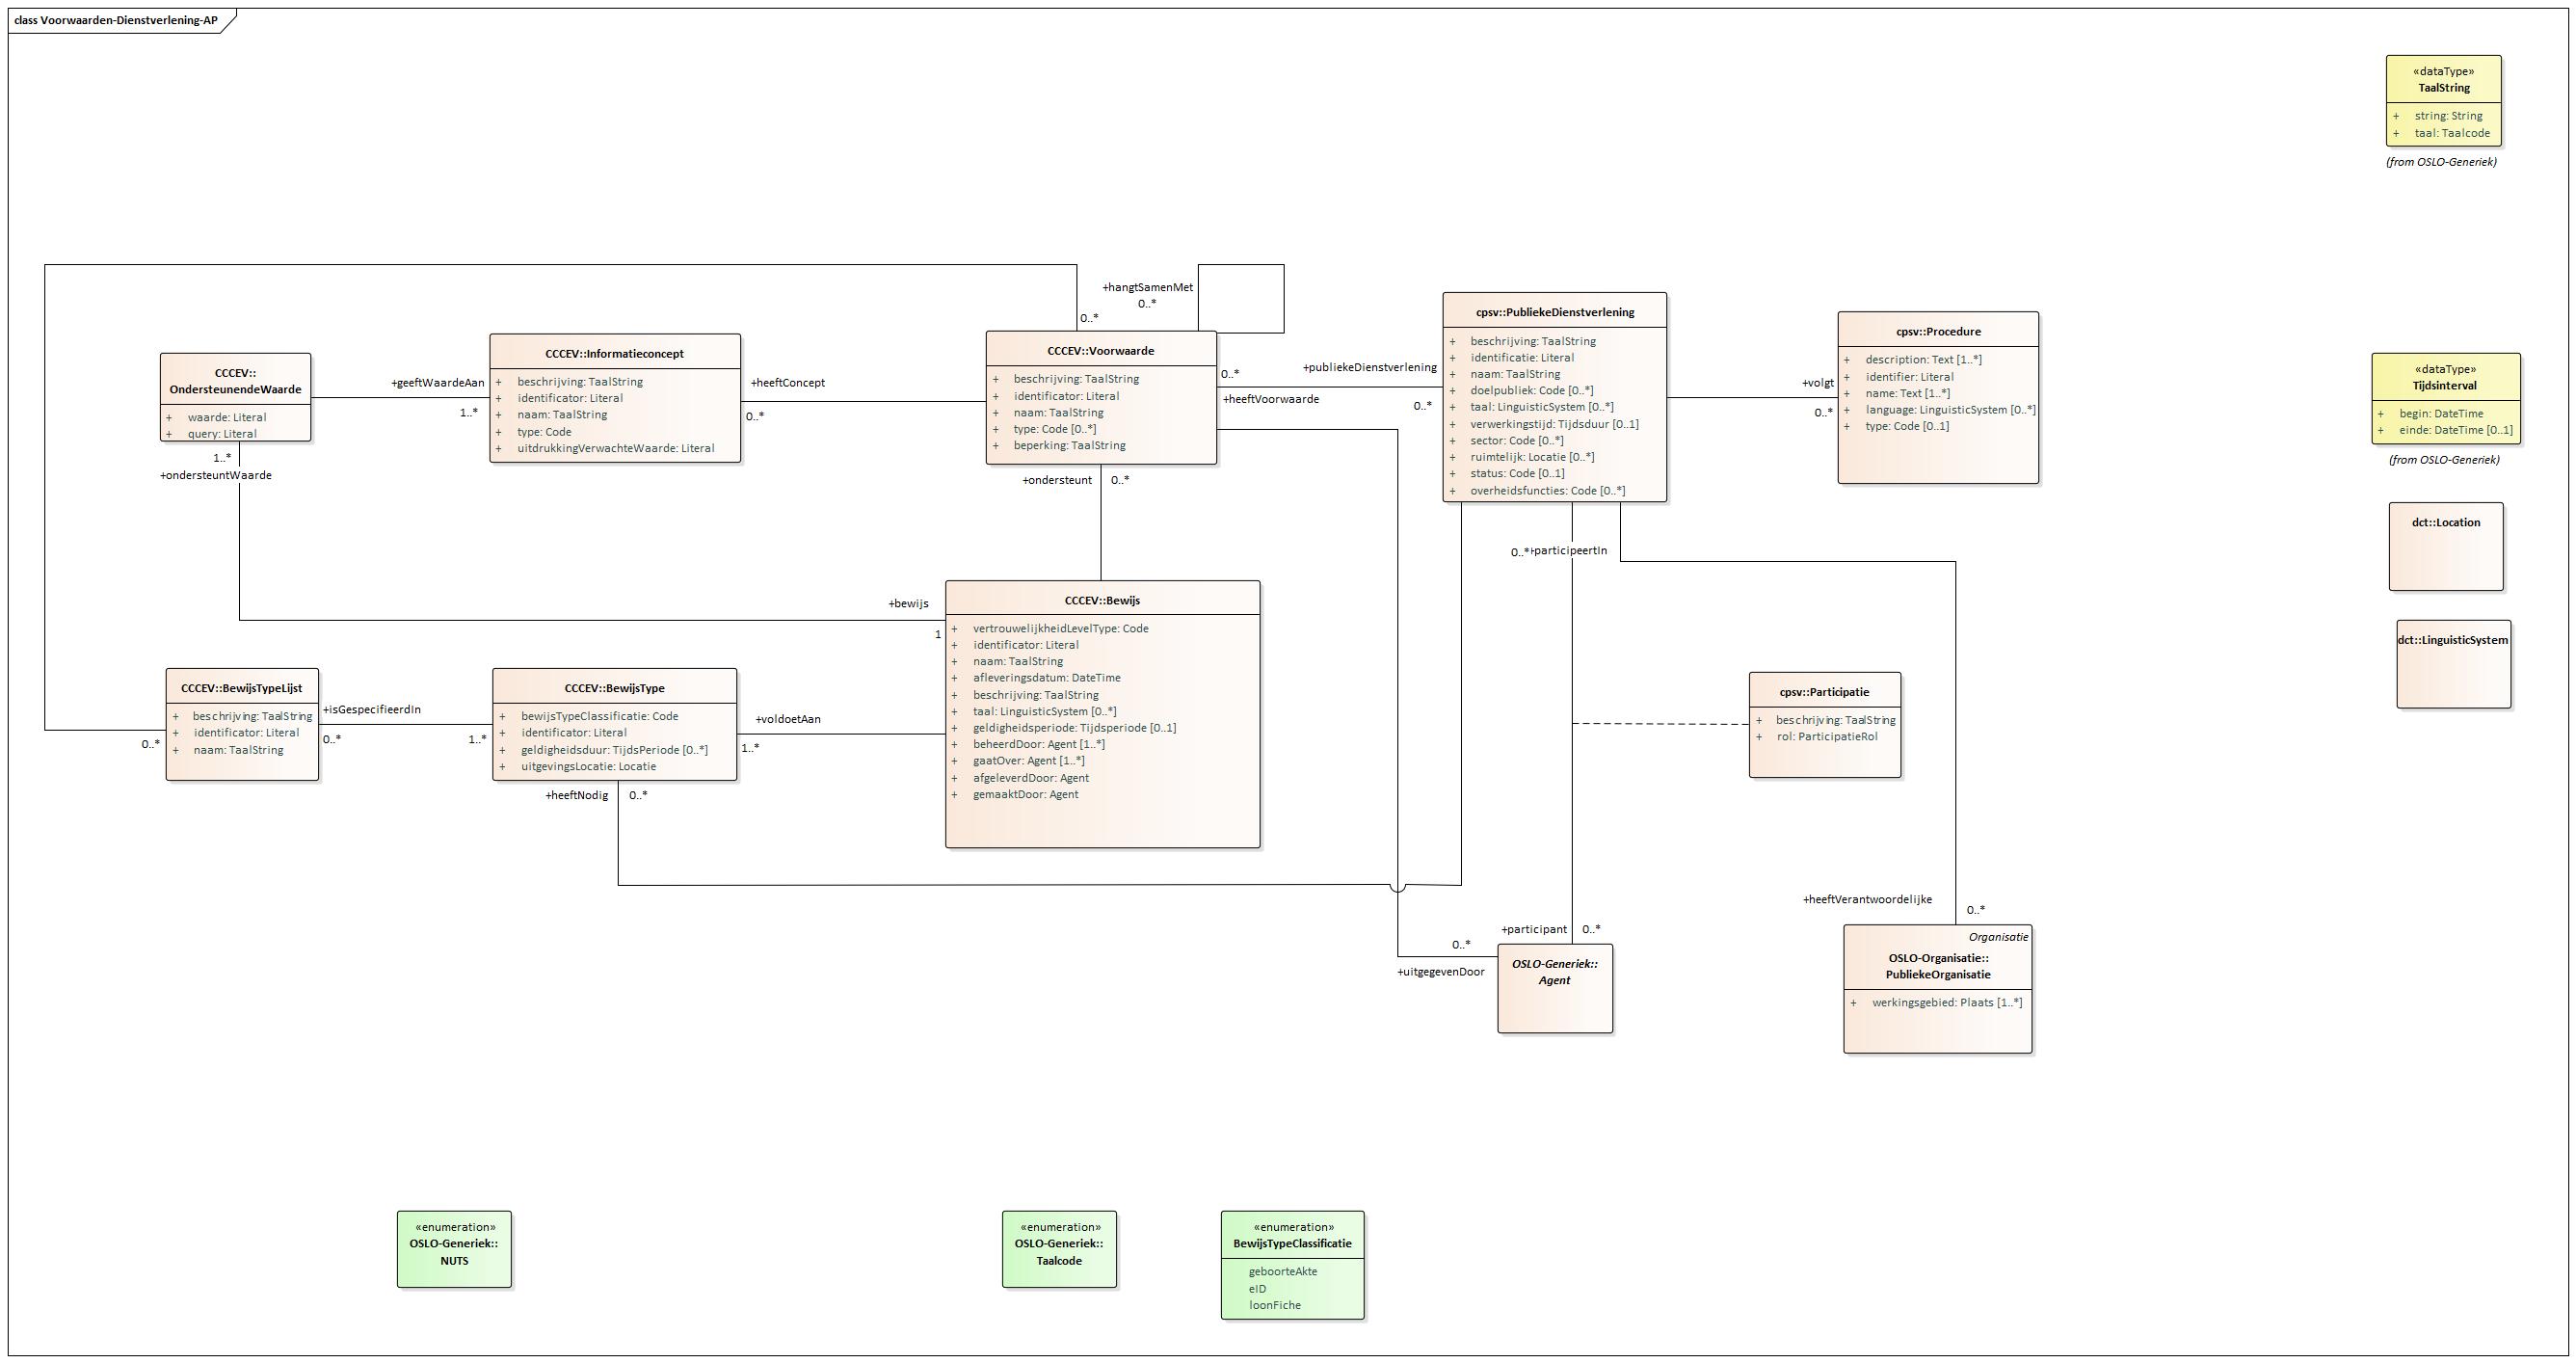 class Voorwaarden-Dienstverlening-AP
«dataType»
TaalString
+ string: String
+ taal: Taalcode
(from OSLO-Generiek)
+hangtSamenMet
0..*
0..*
CCCEV::
OndersteunendeWaarde
+ waarde: Literal
+ query: Literal
+geeftWaardeAan
1..*
CCCEV::Informatieconcept
+ beschrijving: TaalString
+ identificator: Literal
+ naam: TaalString
+ type: Code
+ uitdrukkingVerwachteWaarde: Literal
+heeftConcept
0..*
CCCEV::Voorwaarde
+ beschrijving: TaalString
+ identificator: Literal
+ naam: TaalString
+ type: Code [0..*]
+ beperking: TaalString
0..*
+heeftVoorwaarde
+publiekeDienstverlening
0..*
cpsv::PubliekeDienstverlening
+ beschrijving: TaalString
+ identificatie: Literal
+ naam: TaalString
+ doelpubliek: Code [0..*]
+ taal: LinguisticSystem [0..*]
+ verwerkingstijd: Tijdsduur [0..1]
+ sector: Code [0..*]
+ ruimtelijk: Locatie [0..*]
+ status: Code [0..1]
+ overheidsfuncties: Code [0..*]
+volgt
0..*
cpsv::Procedure
+ description: Text [1..*]
+ identifier: Literal
+ name: Text [1..*]
+ language: LinguisticSystem [0..*]
+ type: Code [0..1]
«dataType»
Tijdsinterval
+ begin: DateTime
+ einde: DateTime [0..1]
(from OSLO-Generiek)
1..*
+ondersteuntWaarde
+ondersteunt
0..*
dct::Location
0..*
+participeertIn
+bewijs
1
CCCEV::Bewijs
+ vertrouwelijkheidLevelType: Code
+ identificator: Literal
+ naam: TaalString
+ afleveringsdatum: DateTime
+ beschrijving: TaalString
+ taal: LinguisticSystem [0..*]
+ geldigheidsperiode: Tijdsperiode [0..1]
+ beheerdDoor: Agent [1..*]
+ gaatOver: Agent [1..*]
+ afgeleverdDoor: Agent
+ gemaaktDoor: Agent
dct::LinguisticSystem
0..*
CCCEV::BewijsTypeLijst
+ beschrijving: TaalString
+ identificator: Literal
+ naam: TaalString
+isGespecifieerdIn
0..*
1..*
CCCEV::BewijsType
+ bewijsTypeClassificatie: Code
+ identificator: Literal
+ geldigheidsduur: TijdsPeriode [0..*]
+ uitgevingsLocatie: Locatie
+voldoetAan
1..*
cpsv::Participatie
+ beschrijving: TaalString
+ rol: ParticipatieRol
+heeftNodig
0..*
+heeftVerantwoordelijke
0..*
+participant
0..*
0..*
+uitgegevenDoor
OSLO-Generiek::
Agent
Organisatie
OSLO-Organisatie::
PubliekeOrganisatie
+ werkingsgebied: Plaats [1..*]
«enumeration»
OSLO-Generiek::
NUTS
«enumeration»
OSLO-Generiek::
Taalcode
«enumeration»
BewijsTypeClassificatie
geboorteAkte
eID
loonFiche